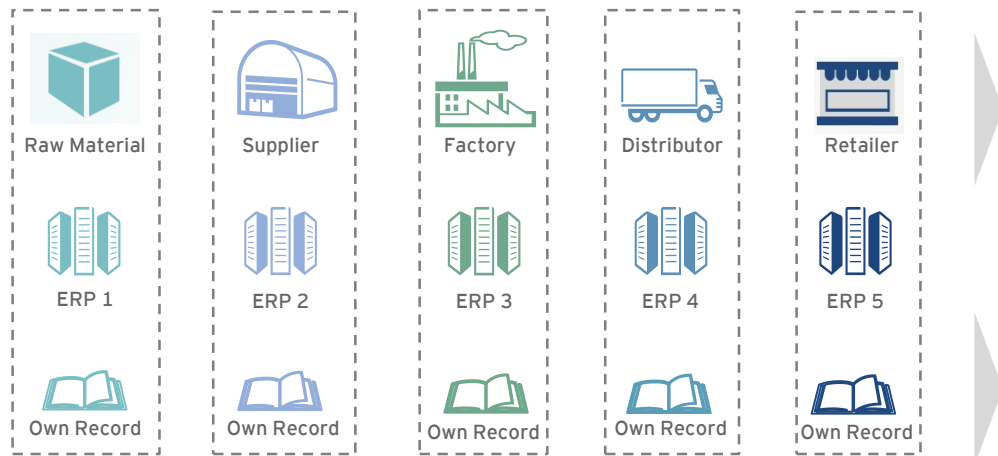 Raw Material
Supplier
Factory
Distributor
Retailer
ERP 1
ERP 2
ERP 3
ERP 4
ERP 5
Own Record
Own Record
Own Record
Own Record
Own Record